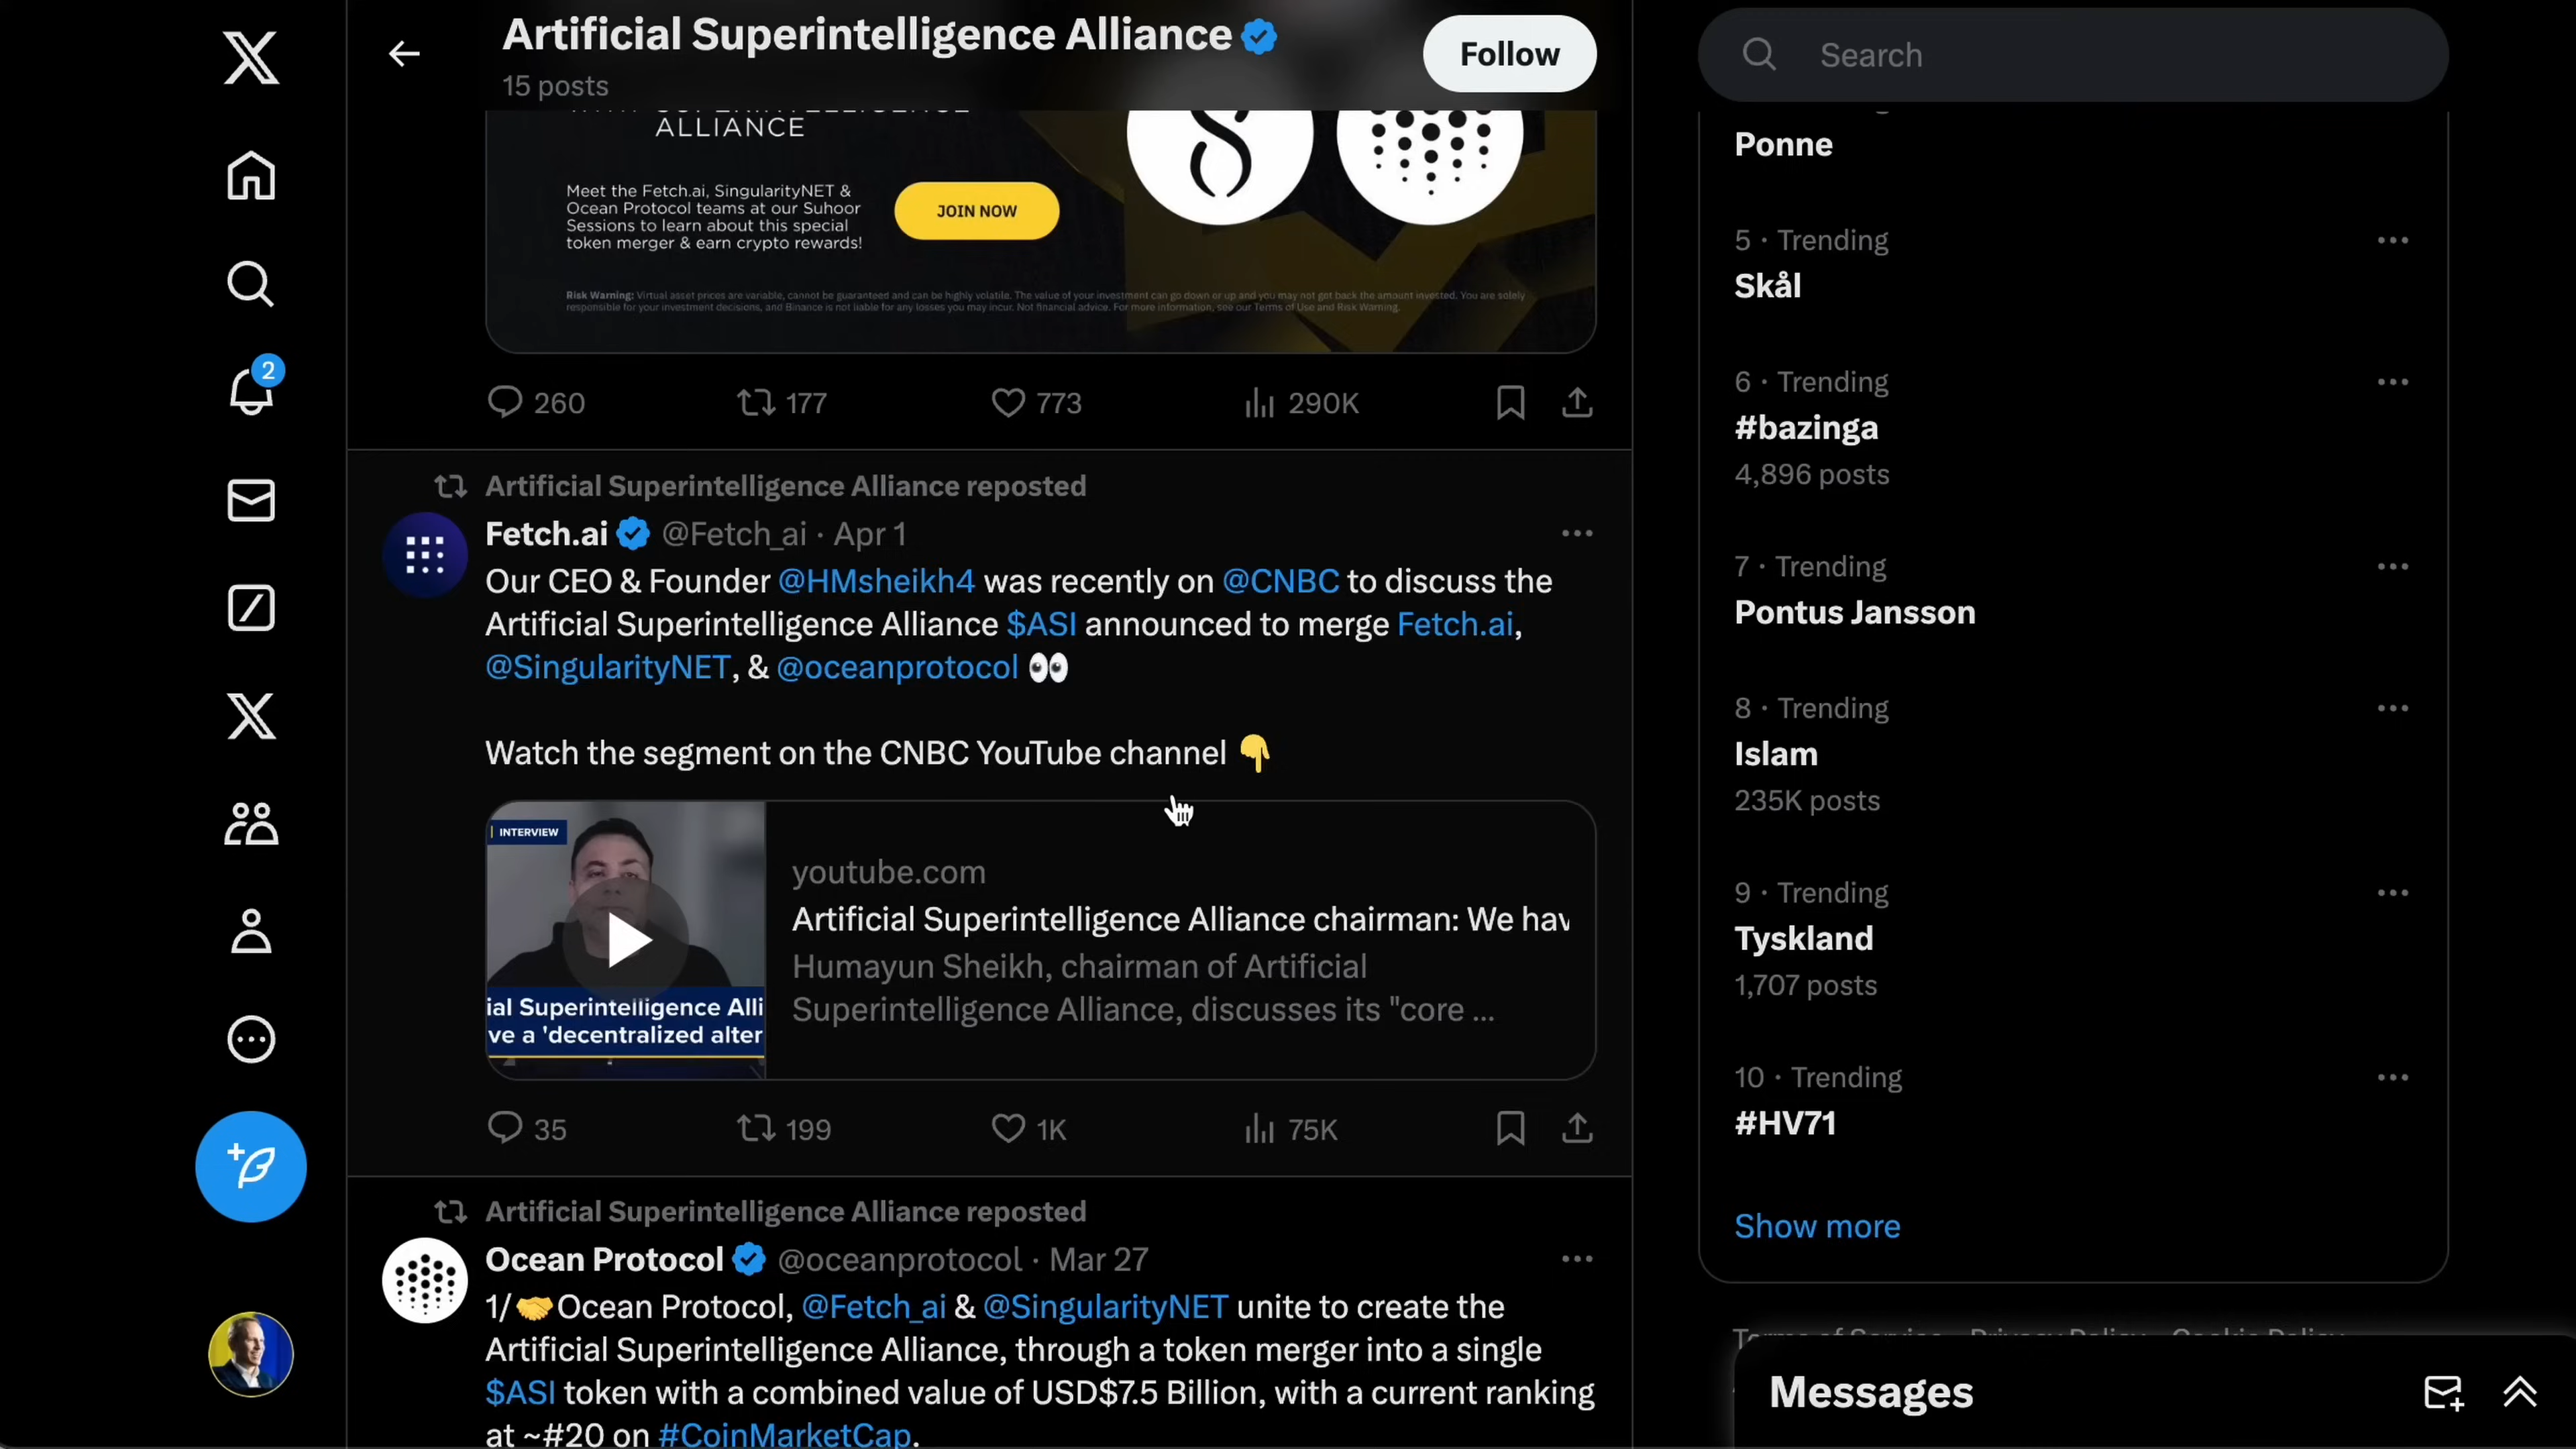 Artificial Superintelligence Alliance
15 posts
Follow
Search
ALLIANCE
Meet the Fetch.ai, SingularityNET &
Ocean Protocol teams at our Suhoor
Sessions to learn about this special
token merger & earn crypto rewards!
JOIN NOW
Risk Warning: Virtual asset prices are variable, cannot be guaranteed and can be highly volatile. The value of your investment can go down or up and you may not get back the amount invested. You are solely
responsible for your investment decisions, and Binance is not liable for any losses you may incur. Not financial advice. For more information, see our Terms of Use and Risk Warning.
260 177 773 290K
2
Artificial Superintelligence Alliance reposted
Fetch.ai @Fetch_ai · Apr 1
Our CEO & Founder @HMsheikh4 was recently on @CNBC to discuss the
Artificial Superintelligence Alliance $ASI announced to merge Fetch.ai,
@SingularityNET, & @oceanprotocol 👀
Watch the segment on the CNBC YouTube channel 👇
INTERVIEW
ial Superintelligence Alli
ve a 'decentralized alter
youtube.com
Artificial Superintelligence Alliance chairman: We hav
Humayun Sheikh, chairman of Artificial
Superintelligence Alliance, discusses its "core ...
35 199 1K 75K
Artificial Superintelligence Alliance reposted
Ocean Protocol @oceanprotocol · Mar 27
1/🤝Ocean Protocol, @Fetch_ai & @SingularityNET unite to create the
Artificial Superintelligence Alliance, through a token merger into a single
$ASI token with a combined value of USD$7.5 Billion, with a current ranking
at ~#20 on #CoinMarketCap.
Ponne
5 · Trending
Skål
6 · Trending
#bazinga
4,896 posts
7 · Trending
Pontus Jansson
8 · Trending
Islam
235K posts
9 · Trending
Tyskland
1,707 posts
10 · Trending
#HV71
Show more
Terms of Service Privacy Policy Cookie Policy
Messages